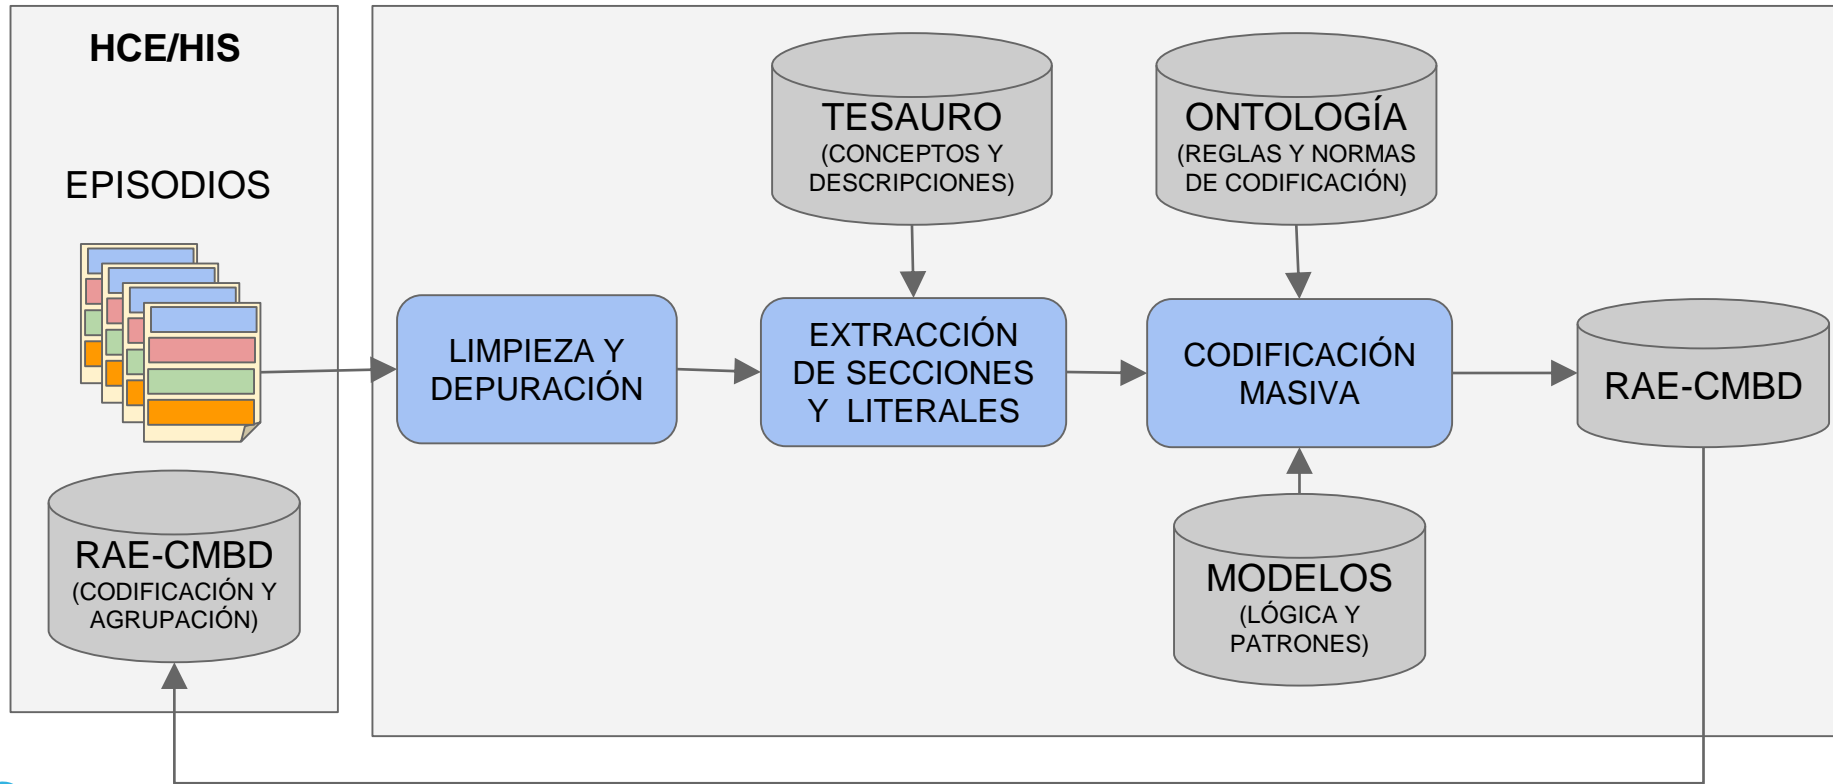 HCE/HIS
EPISODIOS
RAE-CMBD
(CODIFICACIÓN Y
AGRUPACIÓN)
LIMPIEZA Y
DEPURACIÓN
TESAURO
(CONCEPTOS Y
DESCRIPCIONES)
EXTRACCIÓN
DE SECCIONES
Y LITERALES
ONTOLOGÍA
(REGLAS Y NORMAS
DE CODIFICACIÓN)
CODIFICACIÓN
MASIVA
MODELOS
(LÓGICA Y
PATRONES)
RAE-CMBD